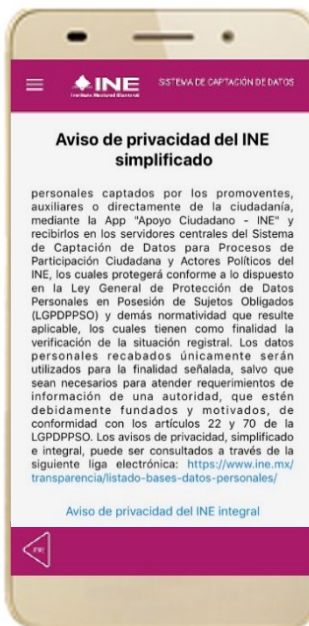 INE
Instituto Nacional Electoral
SISTEMA DE CAPTACIÓN DE DATOS
Aviso de privacidad del INE
simplificado
personales captados por los promoventes,
auxiliares o directamente de la ciudadanía,
mediante la App "Apoyo Ciudadano - INE" y
recibirlos en los servidores centrales del Sistema
de Captación de Datos para Procesos de
Participación Ciudadana y Actores Políticos del
INE, los cuales protegerá conforme a lo dispuesto
en la Ley General de Protección de Datos
Personales en Posesión de Sujetos Obligados
(LGPDPPSO) y demás normatividad que resulte
aplicable, los cuales tienen como finalidad la
verificación de la situación registral. Los datos
personales recabados únicamente serán
utilizados para la finalidad señalada, salvo que
sean necesarios para atender requerimientos de
información de una autoridad, que estén
debidamente fundados y motivados, de
conformidad con los artículos 22 y 70 de la
LGPDPPSO. Los avisos de privacidad, simplificado
e integral, puede ser consultados a través de la
siguiente liga electrónica: https://www.ine.mx/
transparencia/listado-bases-datos-personales/
Aviso de privacidad del INE integral
INE